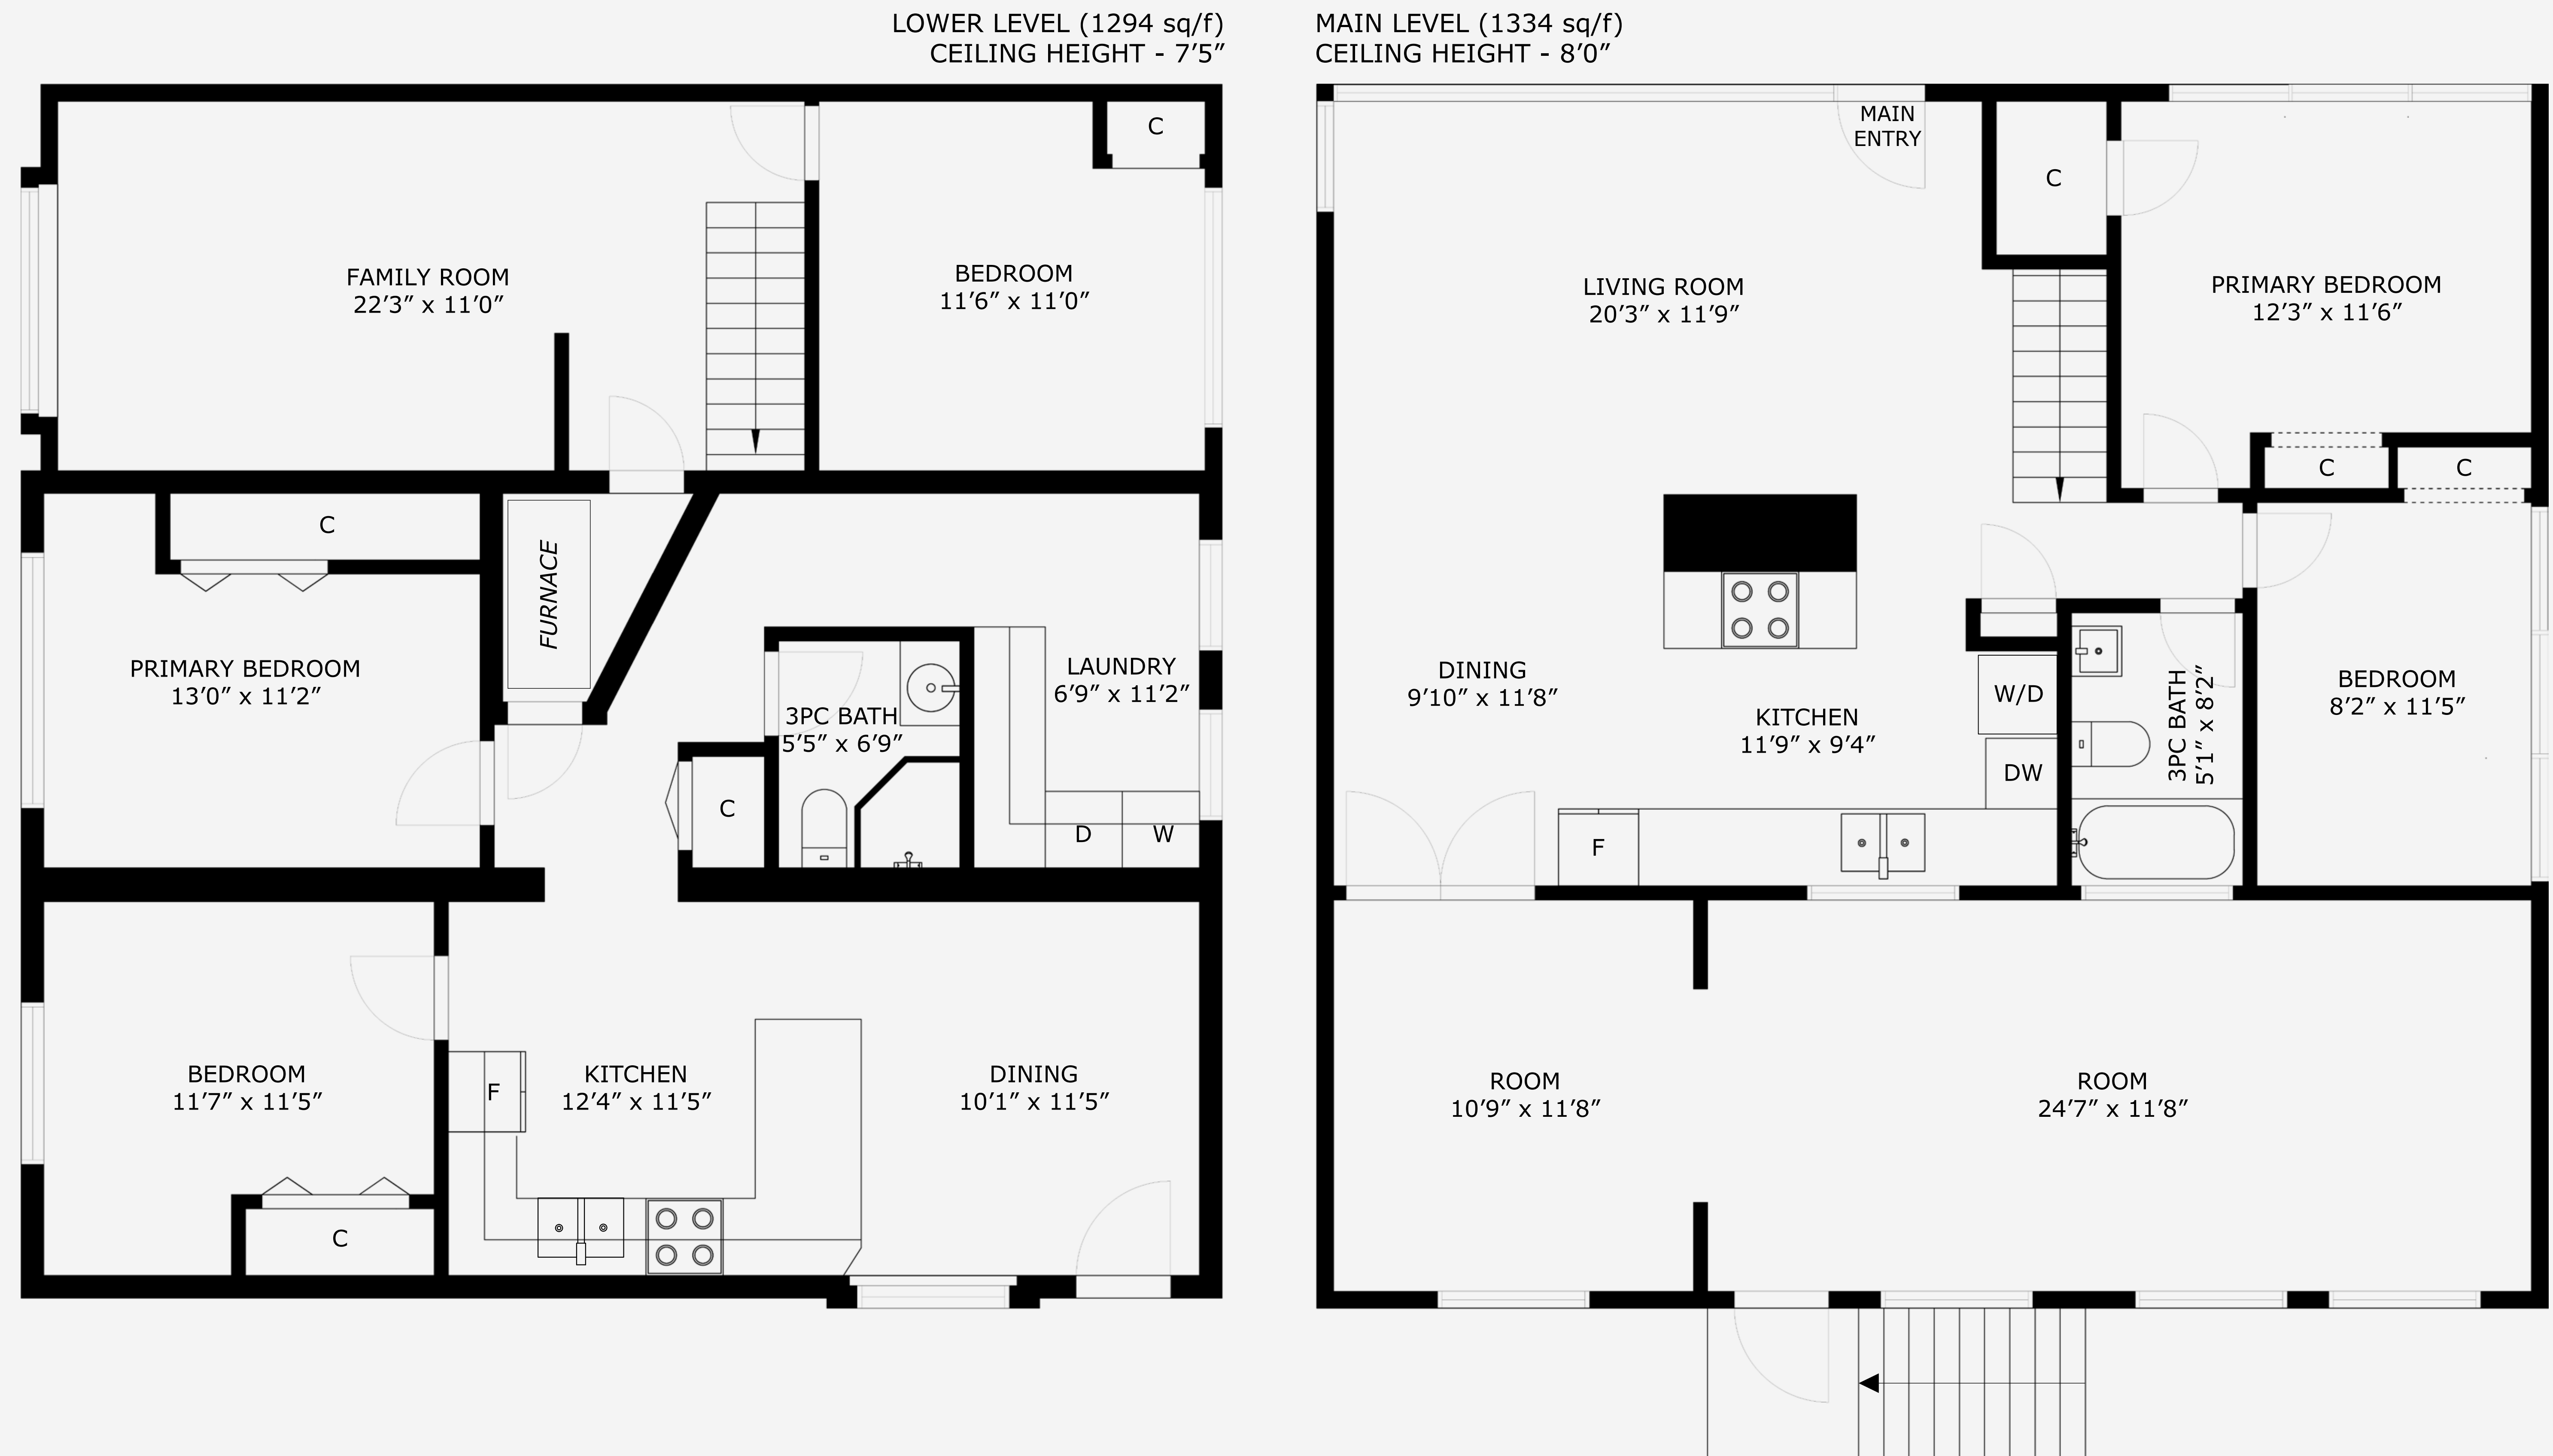 LOWER LEVEL (1294 sq/f)
CEILING HEIGHT - 7’5”
C
FAMILY ROOM
22’3” x 11’0”
BEDROOM
11’6” x 11’0”
C
FURNACE
PRIMARY BEDROOM
13’0” x 11’2”
LAUNDRY
6’9” x 11’2”
3PC BATH
5’5” x 6’9”
C
D
W
BEDROOM
11’7” x 11’5”
F
KITCHEN
12’4” x 11’5”
DINING
10’1” x 11’5”
C
MAIN LEVEL (1334 sq/f)
CEILING HEIGHT - 8’0”
MAIN
ENTRY
C
LIVING ROOM
20’3” x 11’9”
PRIMARY BEDROOM
12’3” x 11’6”
C
C
DINING
9’10” x 11’8”
KITCHEN
11’9” x 9’4”
W/D
DW
F
3PC BATH
5’1” x 8’2”
BEDROOM
8’2” x 11’5”
ROOM
10’9” x 11’8”
ROOM
24’7” x 11’8”